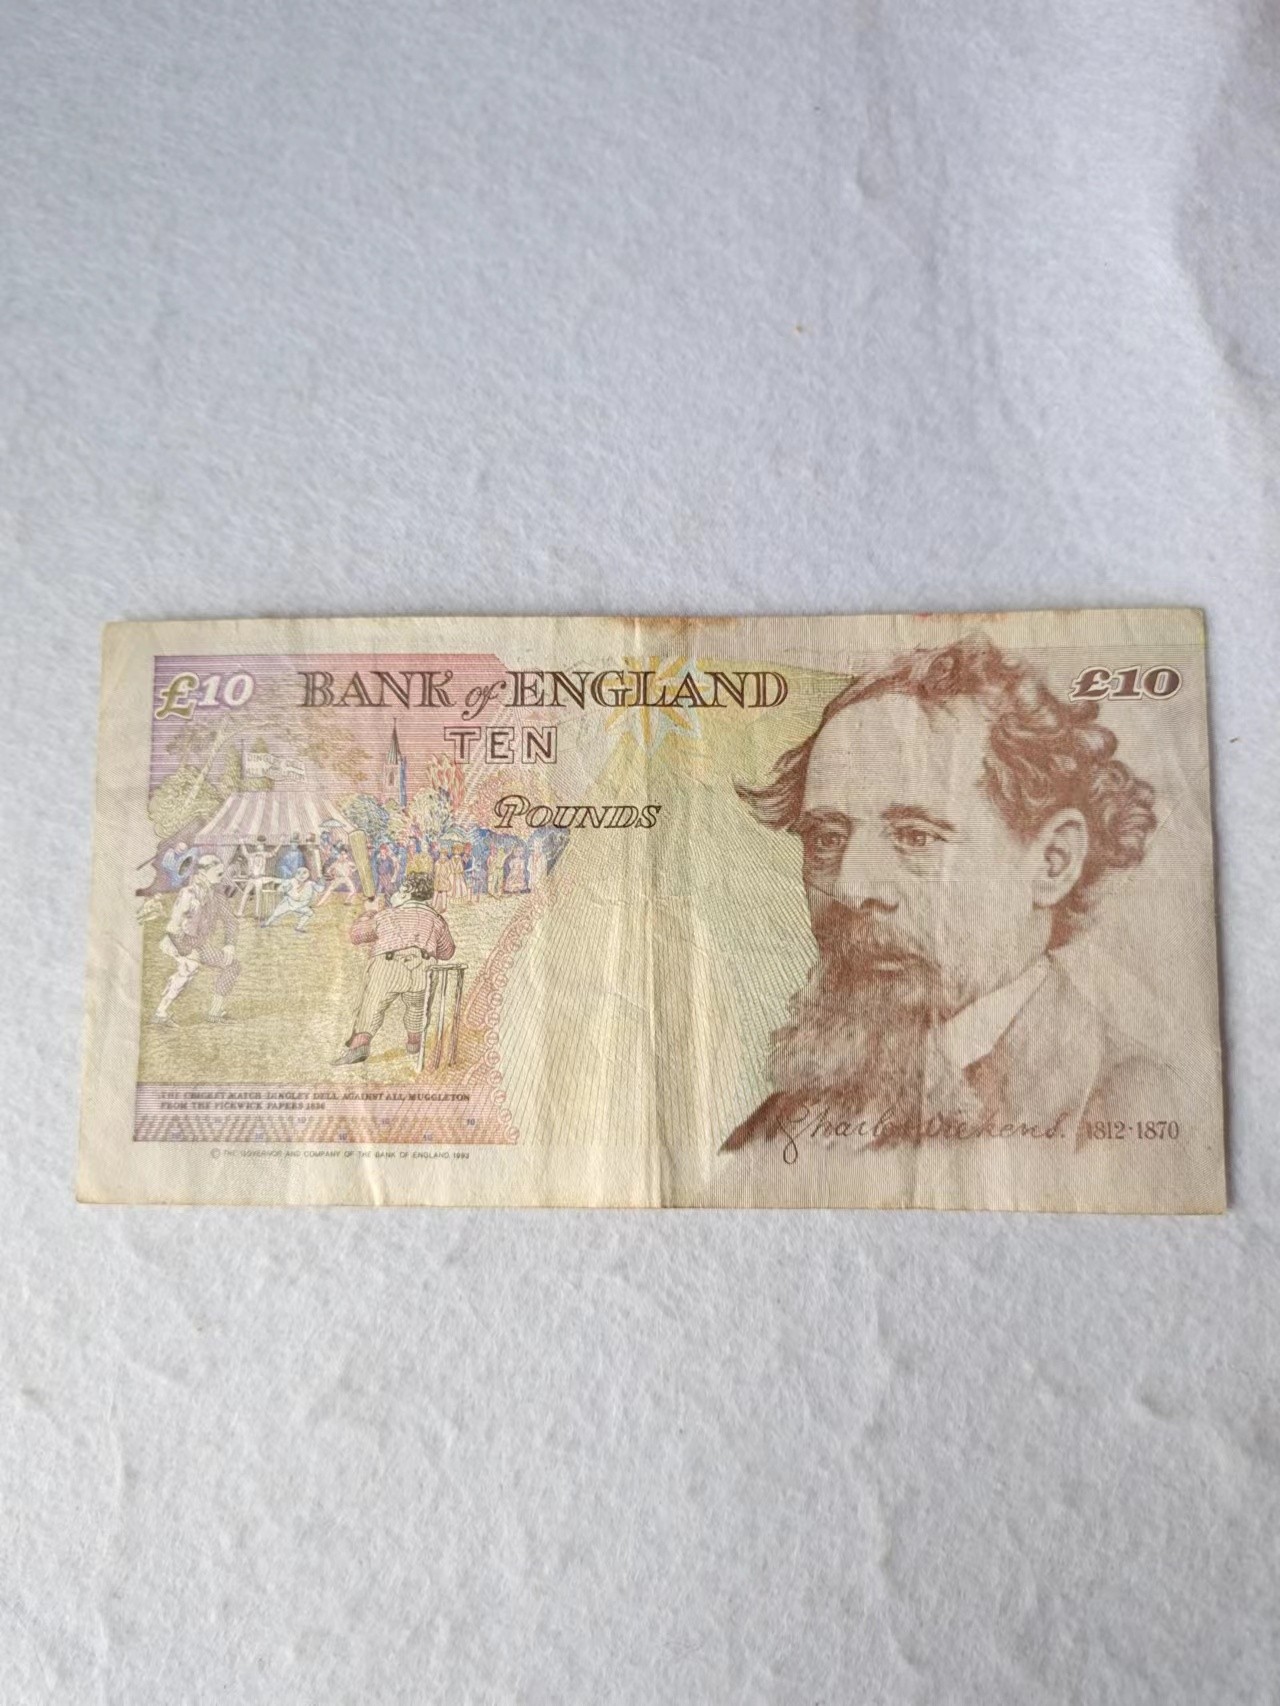 £10
BANK of ENGLAND
£10
TEN
POUNDS
THE CRICKET MATCH DINGLEY DELL AGAINST ALL MUGGLETON
FROM THE PICKWICK PAPERS 1836
Charles Dickens. 1812-1870
© THE GOVERNOR AND COMPANY OF THE BANK OF ENGLAND 1993